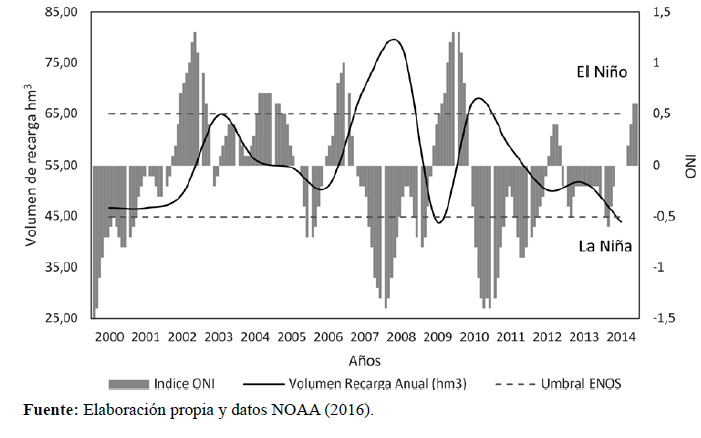 85,00
75,00
65,00
55,00
45,00
35,00
25,00
Volumen de recarga hm3
1,5
1
0,5
0
-0,5
-1
-1,5
ONI
El Niño
La Niña
2000 2001 2002 2003 2004 2005 2006 2007 2008 2009 2010 2011 2012 2013 2014
Años
Indice ONI Volumen Recarga Anual (hm3) Umbral ENOS
Fuente: Elaboración propia y datos NOAA (2016).